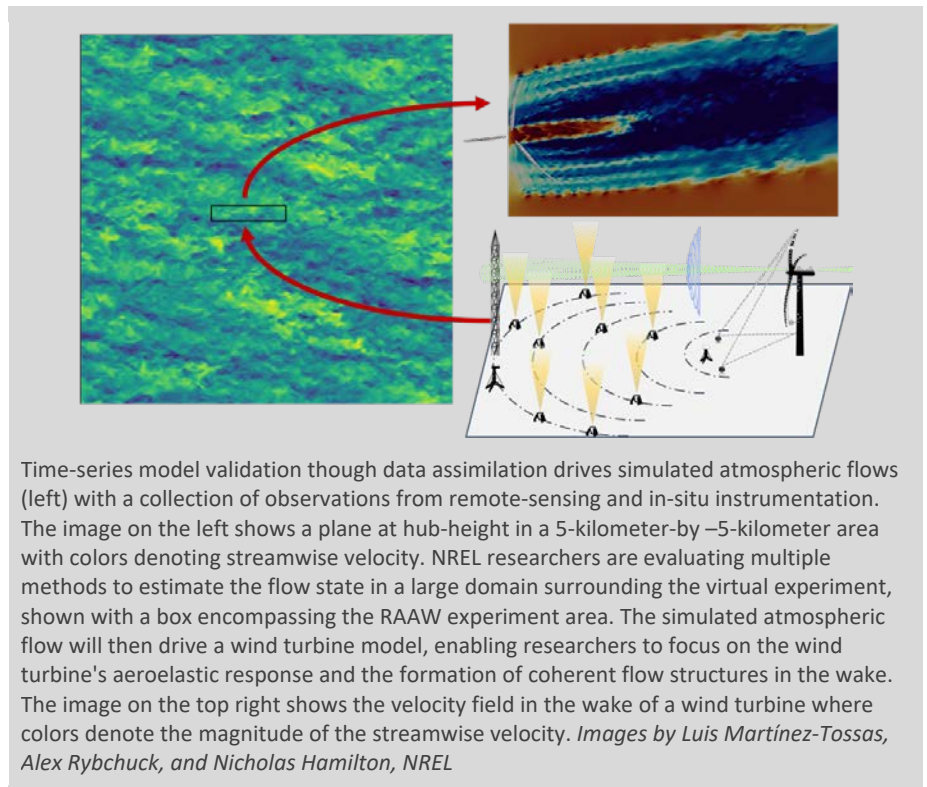 Time-series model validation though data assimilation drives simulated atmospheric flows
(left) with a collection of observations from remote-sensing and in-situ instrumentation.
The image on the left shows a plane at hub-height in a 5-kilometer-by –5-kilometer area
with colors denoting streamwise velocity. NREL researchers are evaluating multiple
methods to estimate the flow state in a large domain surrounding the virtual experiment,
shown with a box encompassing the RAAW experiment area. The simulated atmospheric
flow will then drive a wind turbine model, enabling researchers to focus on the wind
turbine's aeroelastic response and the formation of coherent flow structures in the wake.
The image on the top right shows the velocity field in the wake of a wind turbine where
colors denote the magnitude of the streamwise velocity. Images by Luis Martínez-Tossas,
Alex Rybchuck, and Nicholas Hamilton, NREL